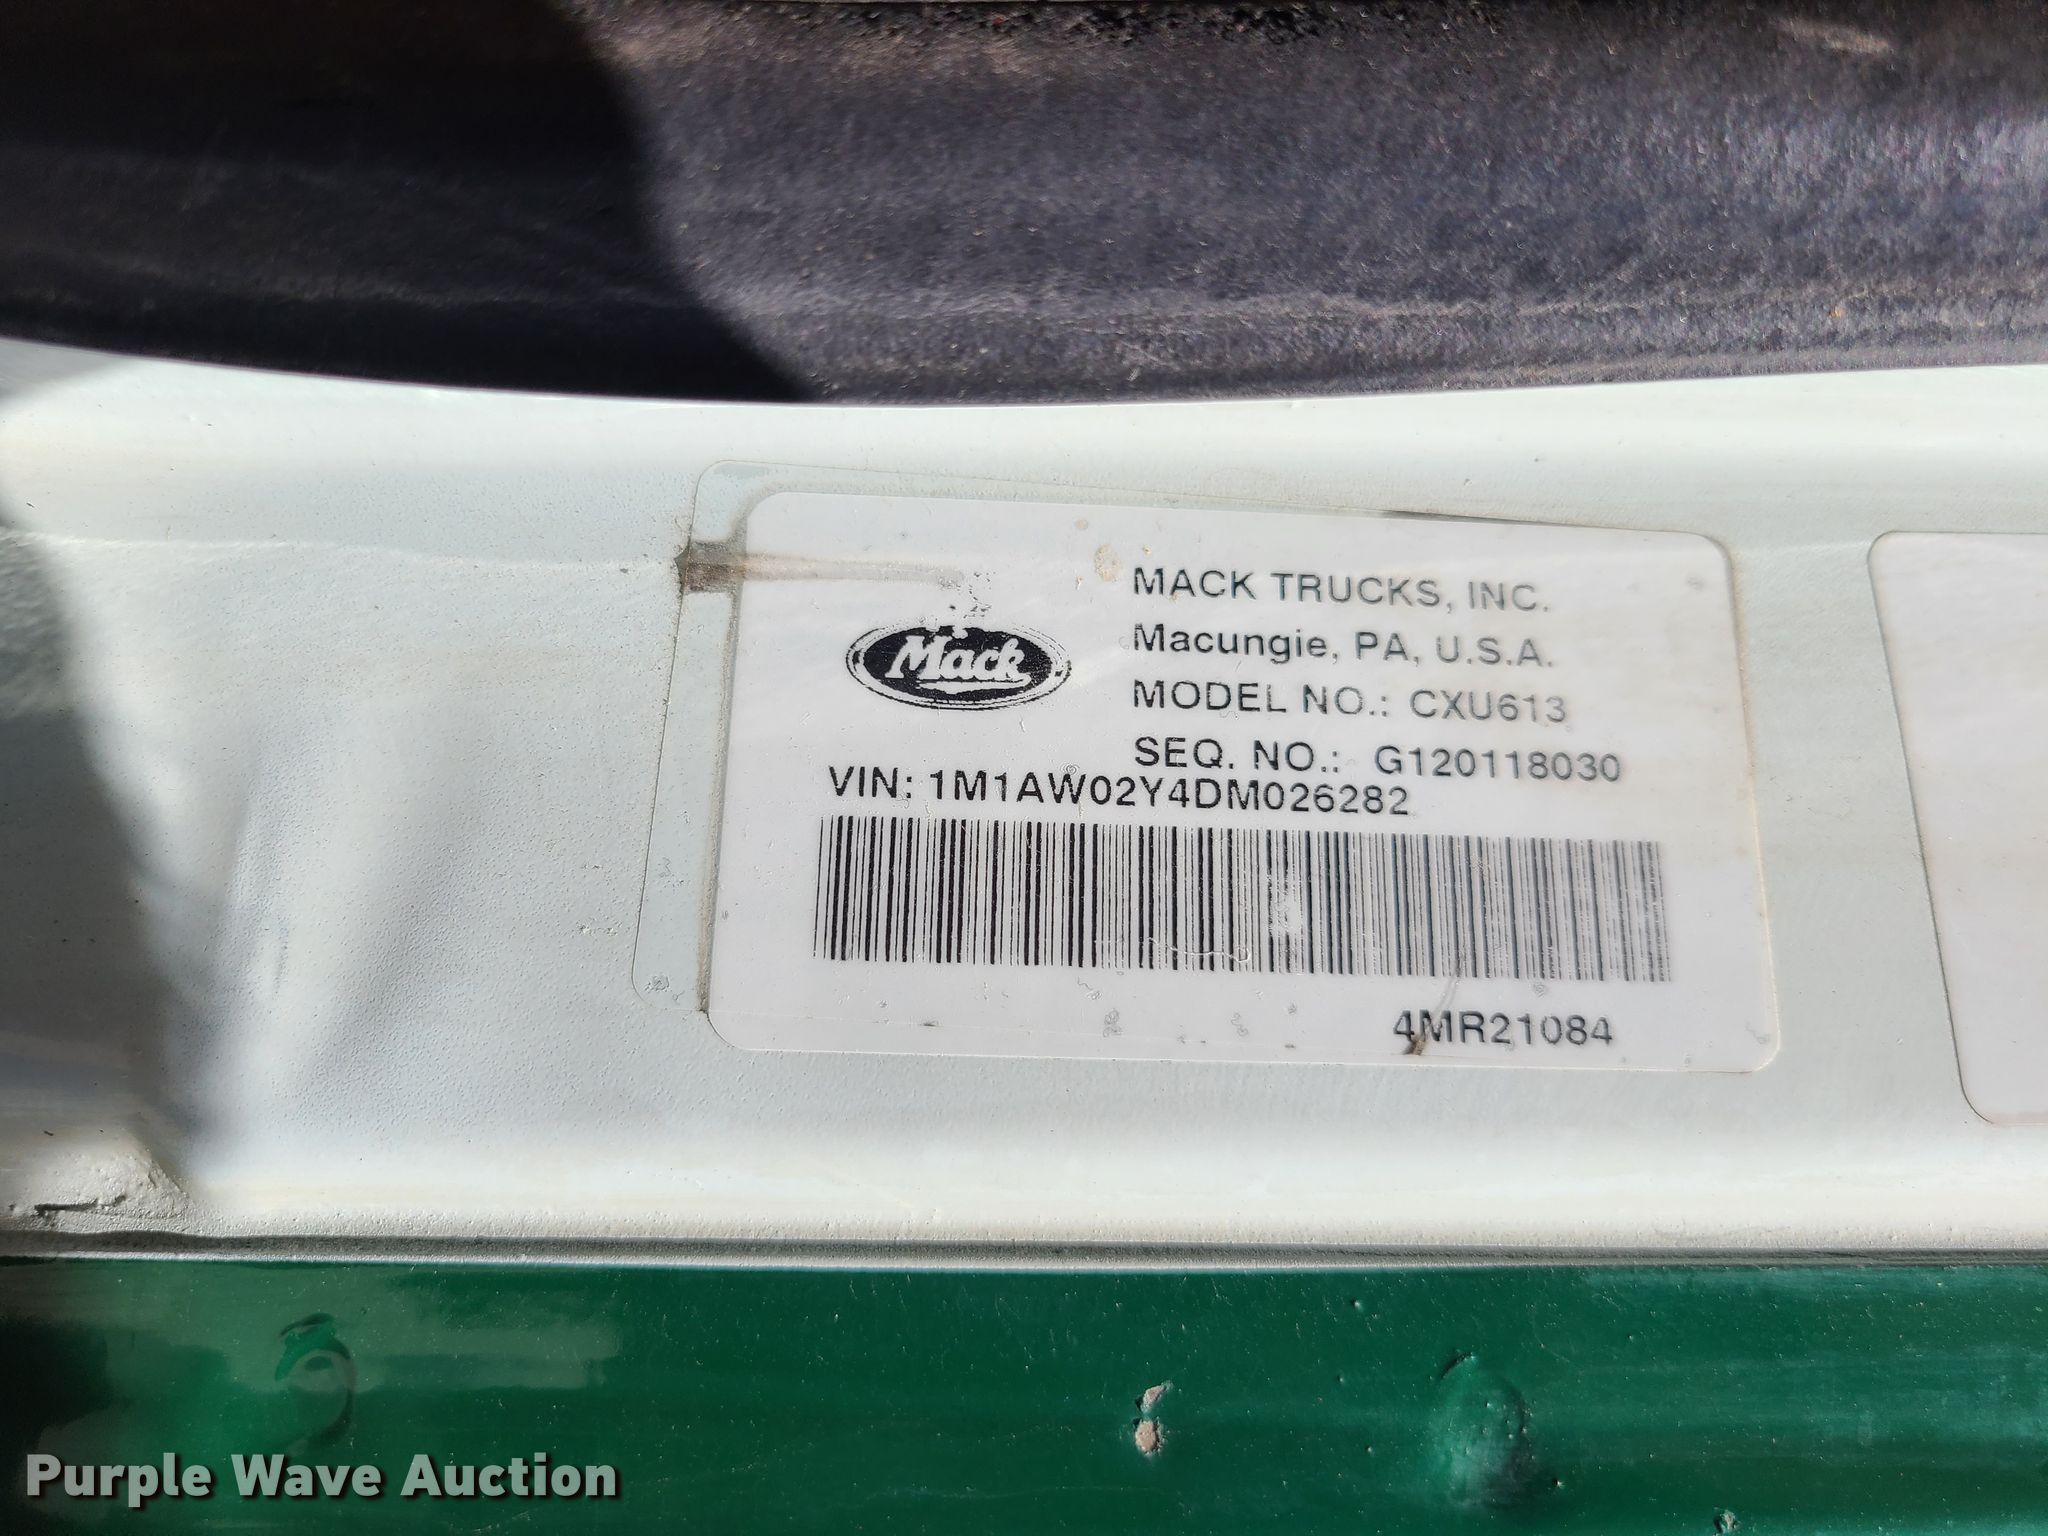 MACK TRUCKS, INC.
Macungie, PA, U.S.A.
Mack
MODEL NO.: CXU613
SEQ. NO.: G120118030
VIN: 1M1AW02Y4DM026282
4MR21084
Purple Wave Auction